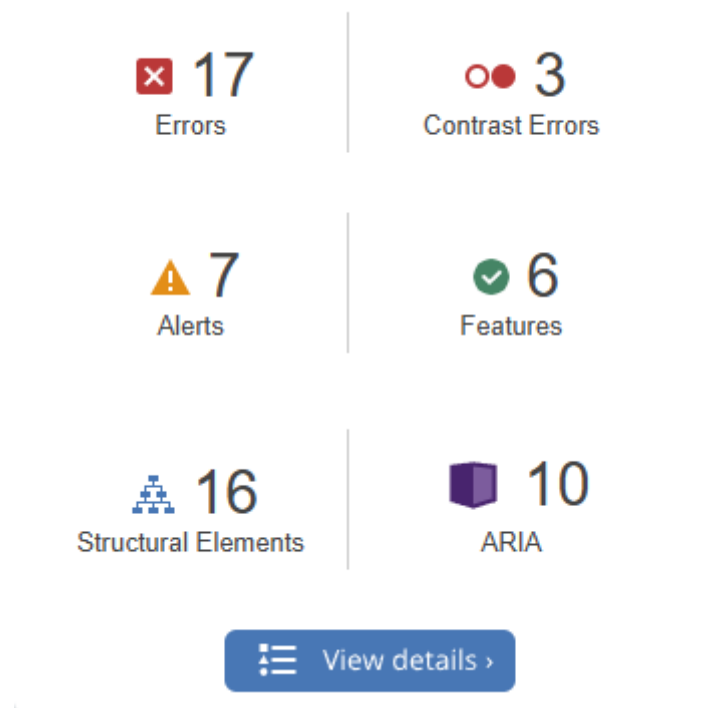 17
Errors
3
Contrast Errors
7
Alerts
6
Features
16
Structural Elements
10
ARIA
View details ›